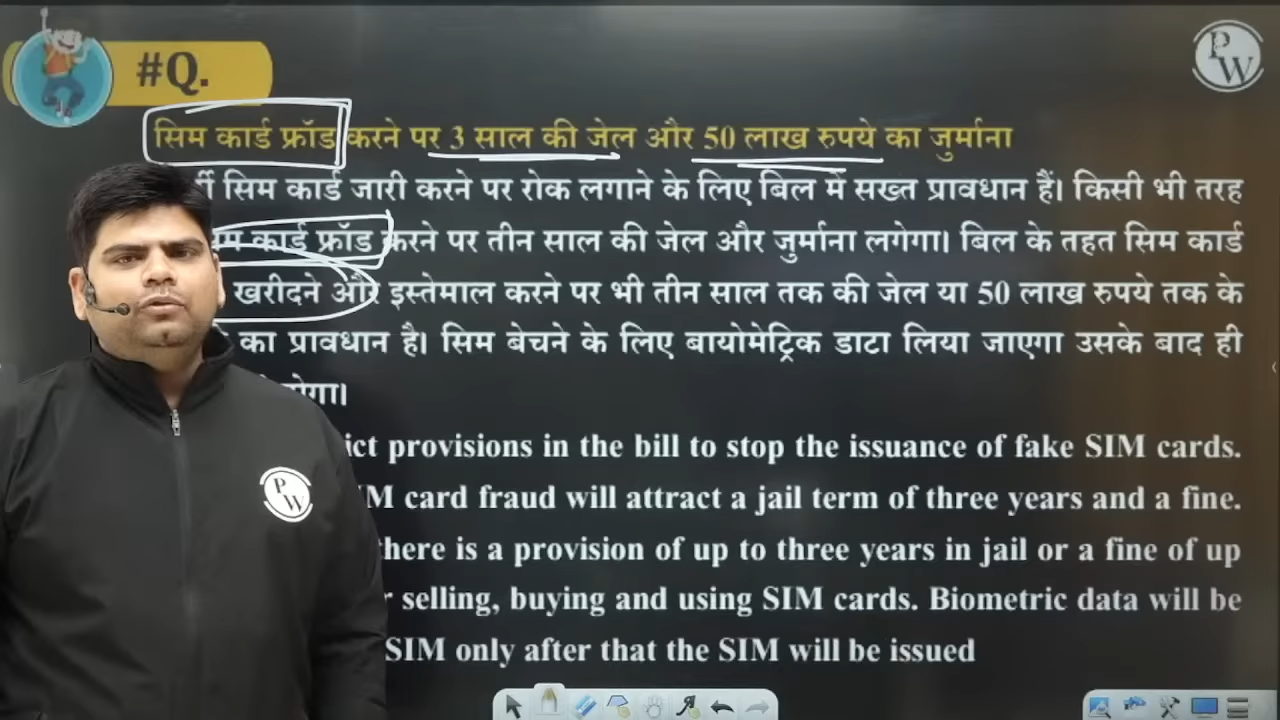 #Q.
PW
सिम कार्ड फ्रॉड करने पर 3 साल की जेल और 50 लाख रुपये का जुर्माना
सिम कार्ड जारी करने पर रोक लगाने के लिए बिल में सख्त प्रावधान हैं। किसी भी तरह
कार्ड फ्रॉड करने पर तीन साल की जेल और जुर्माना लगेगा। बिल के तहत सिम कार्ड
खरीदने और इस्तेमाल करने पर भी तीन साल तक की जेल या 50 लाख रुपये तक के
का प्रावधान है। सिम बेचने के लिए बायोमेट्रिक डाटा लिया जाएगा उसके बाद ही
provisions in the bill to stop the issuance of fake SIM cards.
card fraud will attract a jail term of three years and a fine.
there is a provision of up to three years in jail or a fine of up
selling, buying and using SIM cards. Biometric data will be
SIM only after that the SIM will be issued
PW